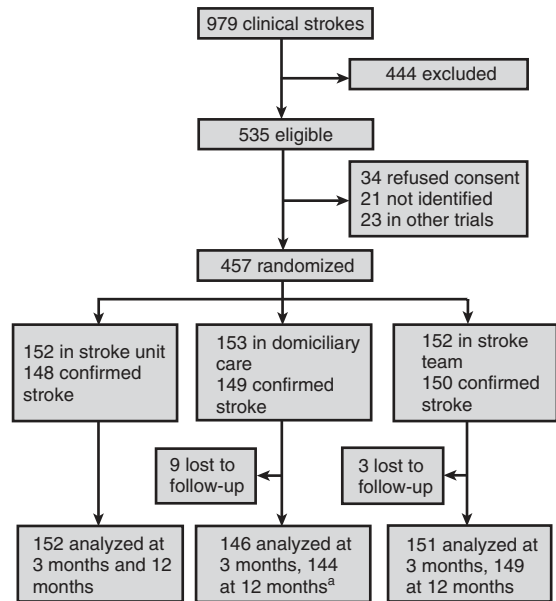 979 clinical strokes
444 excluded
535 eligible
34 refused consent
21 not identified
23 in other trials
457 randomized
152 in stroke unit
148 confirmed
stroke
153 in domiciliary
care
149 confirmed
stroke
152 in stroke
team
150 confirmed
stroke
9 lost to
follow-up
3 lost to
follow-up
152 analyzed at
3 months and 12
months
146 analyzed at
3 months, 144
at 12 monthsᵃ
151 analyzed at
3 months, 149
at 12 months